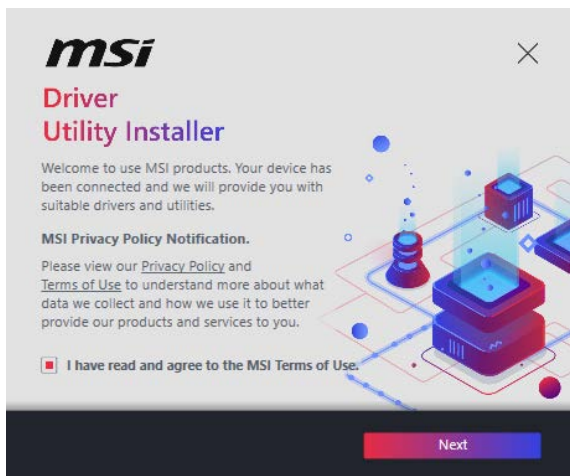 msi
Driver
Utility Installer
Welcome to use MSI products. Your device has
been connected and we will provide you with
suitable drivers and utilities.
MSI Privacy Policy Notification.
Please view our Privacy Policy and
Terms of Use to understand more about what
data we collect and how we use it to better
provide our products and services to you.
I have read and agree to the MSI Terms of Use.
Next